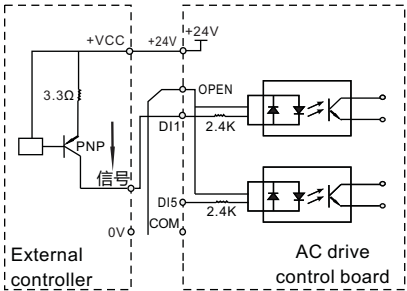 +24V
+VCC
+24V
OPEN
3.3Ω
DI1
2.4K
PNP
信号
DI5
2.4K
COM
0V
External
controller
AC drive
control board